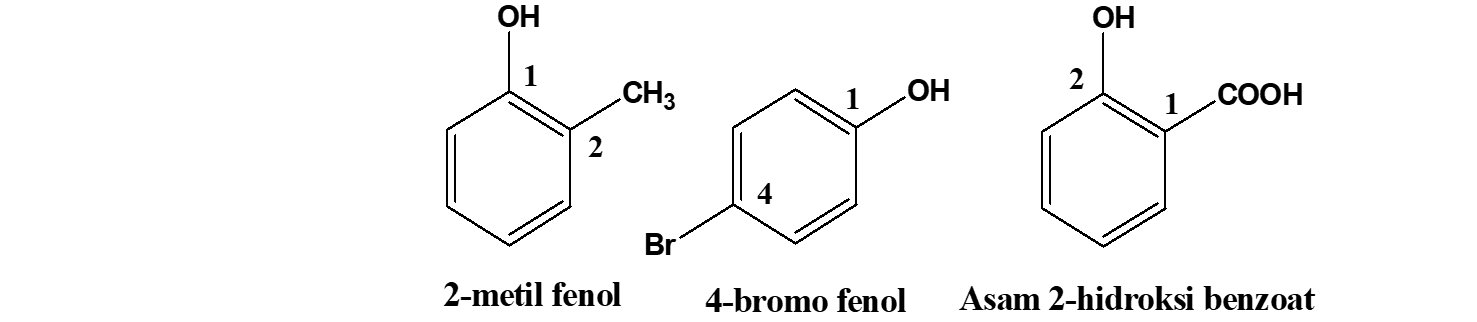 OH
1
CH3
2
2-metil fenol
1
OH
4
Br
4-bromo fenol
OH
2
1
COOH
Asam 2-hidroksi benzoat